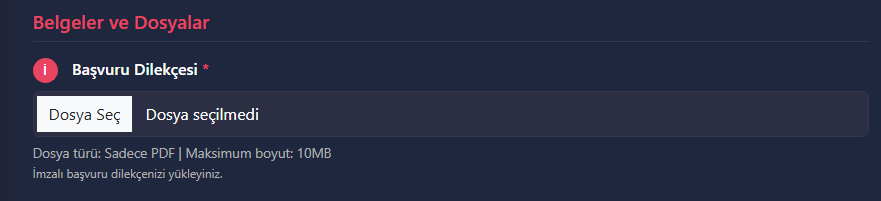 Belgeler ve Dosyalar
İ Başvuru Dilekçesi *
Dosya Seç Dosya seçilmedi
Dosya türü: Sadece PDF | Maksimum boyut: 10MB
İmzalı başvuru dilekçenizi yükleyiniz.